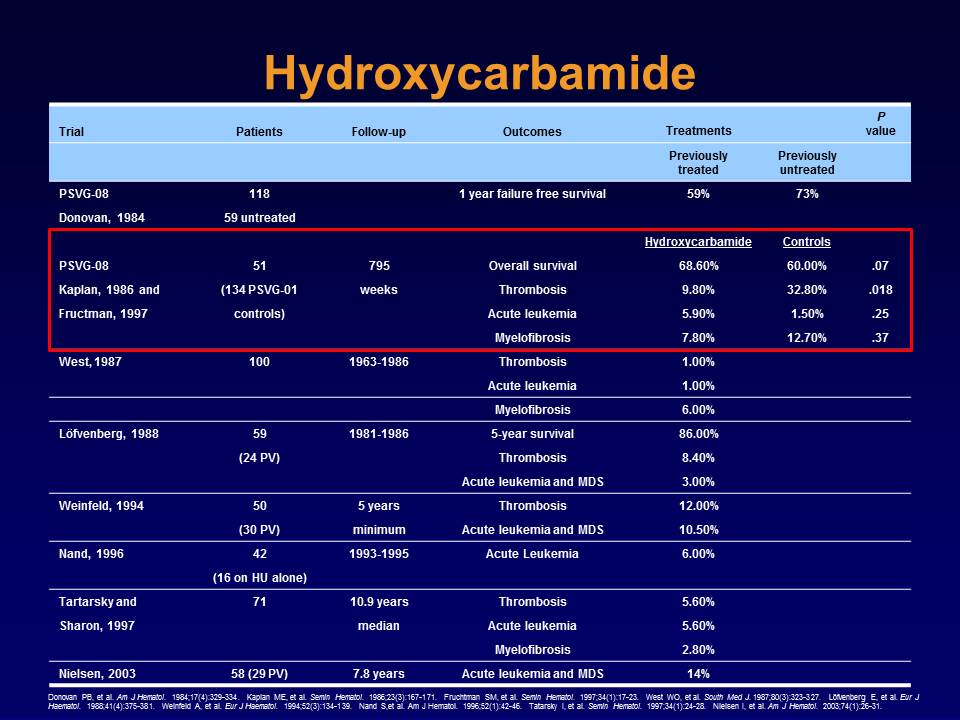 Hydroxycarbamide
P
Trial Patients Follow-up Outcomes Treatments value
Previously treated Previously untreated
PSVG-08 118 1 year failure free survival 59% 73%
Donovan, 1984 59 untreated
Hydroxycarbamide Controls
PSVG-08 51 795 Overall survival 68.60% 60.00% .07
Kaplan, 1986 and (134 PSVG-01 weeks Thrombosis 9.80% 32.80% .018
Fructman, 1997 controls) Acute leukemia 5.90% 1.50% .25
Myelofibrosis 7.80% 12.70% .37
West, 1987 100 1963-1986 Thrombosis 1.00%
Acute leukemia 1.00%
Myelofibrosis 6.00%
Löfvenberg, 1988 59 1981-1986 5-year survival 86.00%
(24 PV) Thrombosis 8.40%
Acute leukemia and MDS 3.00%
Weinfeld, 1994 50 5 years Thrombosis 12.00%
(30 PV) minimum Acute leukemia and MDS 10.50%
Nand, 1996 42 1993-1995 Acute Leukemia 6.00%
(16 on HU alone)
Tartarsky and 71 10.9 years Thrombosis 5.60%
Sharon, 1997 median Acute leukemia 5.60%
Myelofibrosis 2.80%
Nielsen, 2003 58 (29 PV) 7.8 years Acute leukemia and MDS 14%
Donovan PB, et al. Am J Hematol. 1984;17(4):329-334. Kaplan ME, et al. Semin Hematol. 1986;23(3):167-171. Fruchtman SM, et al. Semin Hematol. 1997;34(1):17-23. West WO, et al. South Med J. 1987;80(3):323-327. Löfvenberg E, et al. Eur J
Haematol. 1988;41(4):375-381. Weinfeld A, et al. Eur J Haematol. 1994;52(3):134-139. Nand S,et al. Am J Hematol. 1996;52(1):42-46. Tatarsky I, et al. Semin Hematol. 1997;34(1):24-28. Nielsen I, et al. Am J Hematol. 2003;74(1):26-31.